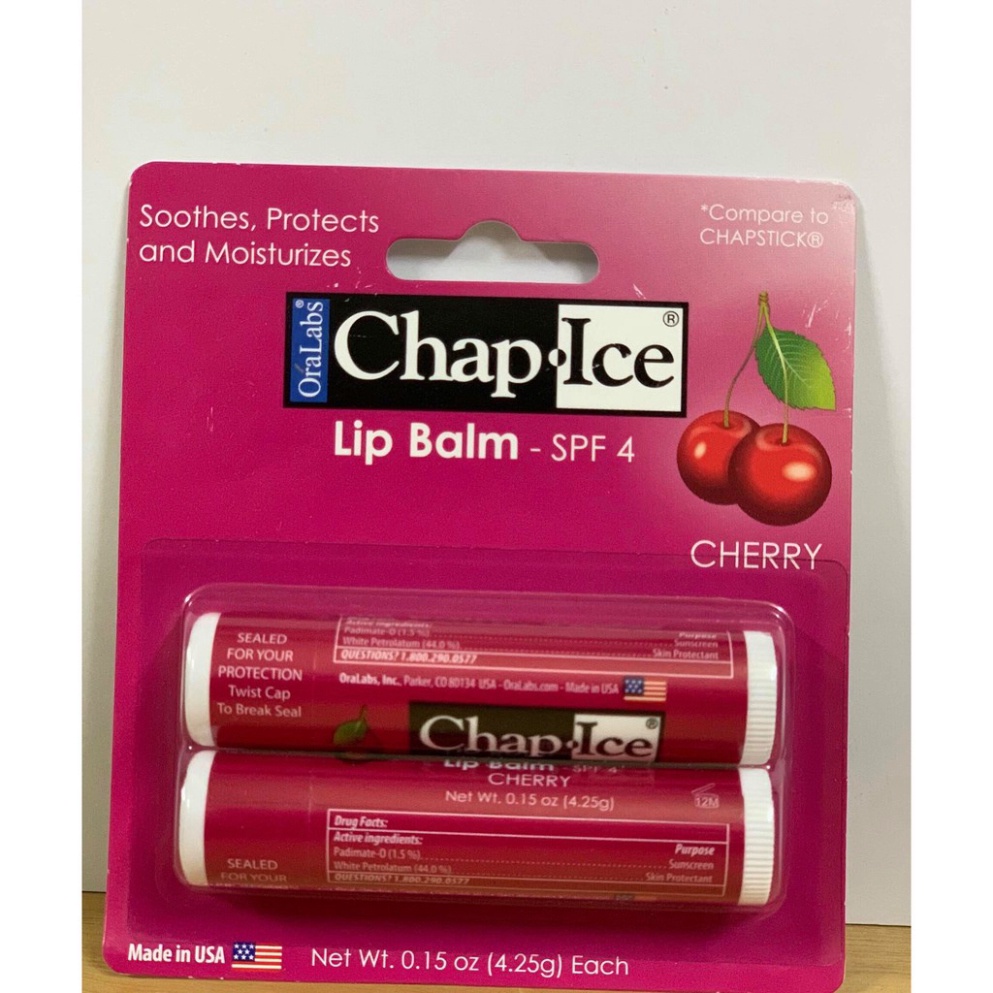 Soothes, Protects
and Moisturizes
*Compare to
CHAPSTICK®
OraLabs®
Chap·Ice®
Lip Balm - SPF 4
CHERRY
SEALED
FOR YOUR
PROTECTION
Twist Cap
To Break Seal
Active ingredients:
Purpose
Padimate-O (1.5 %)
Sunscreen
White Petrolatum (44.0 %)
Skin Protectant
QUESTIONS? 1.800.290.0577
OraLabs, Inc., Parker, CO 80134 USA - OraLabs.com - Made in USA
Chap·Ice®
Lip Balm - SPF 4
CHERRY
Net Wt. 0.15 oz (4.25g)
12M
Drug Facts:
Active ingredients:
Purpose
Padimate-O (1.5 %)
Sunscreen
White Petrolatum (44.0 %)
Skin Protectant
QUESTIONS? 1.800.290.0577
SEALED
FOR YOUR
Made in USA
Net Wt. 0.15 oz (4.25g) Each